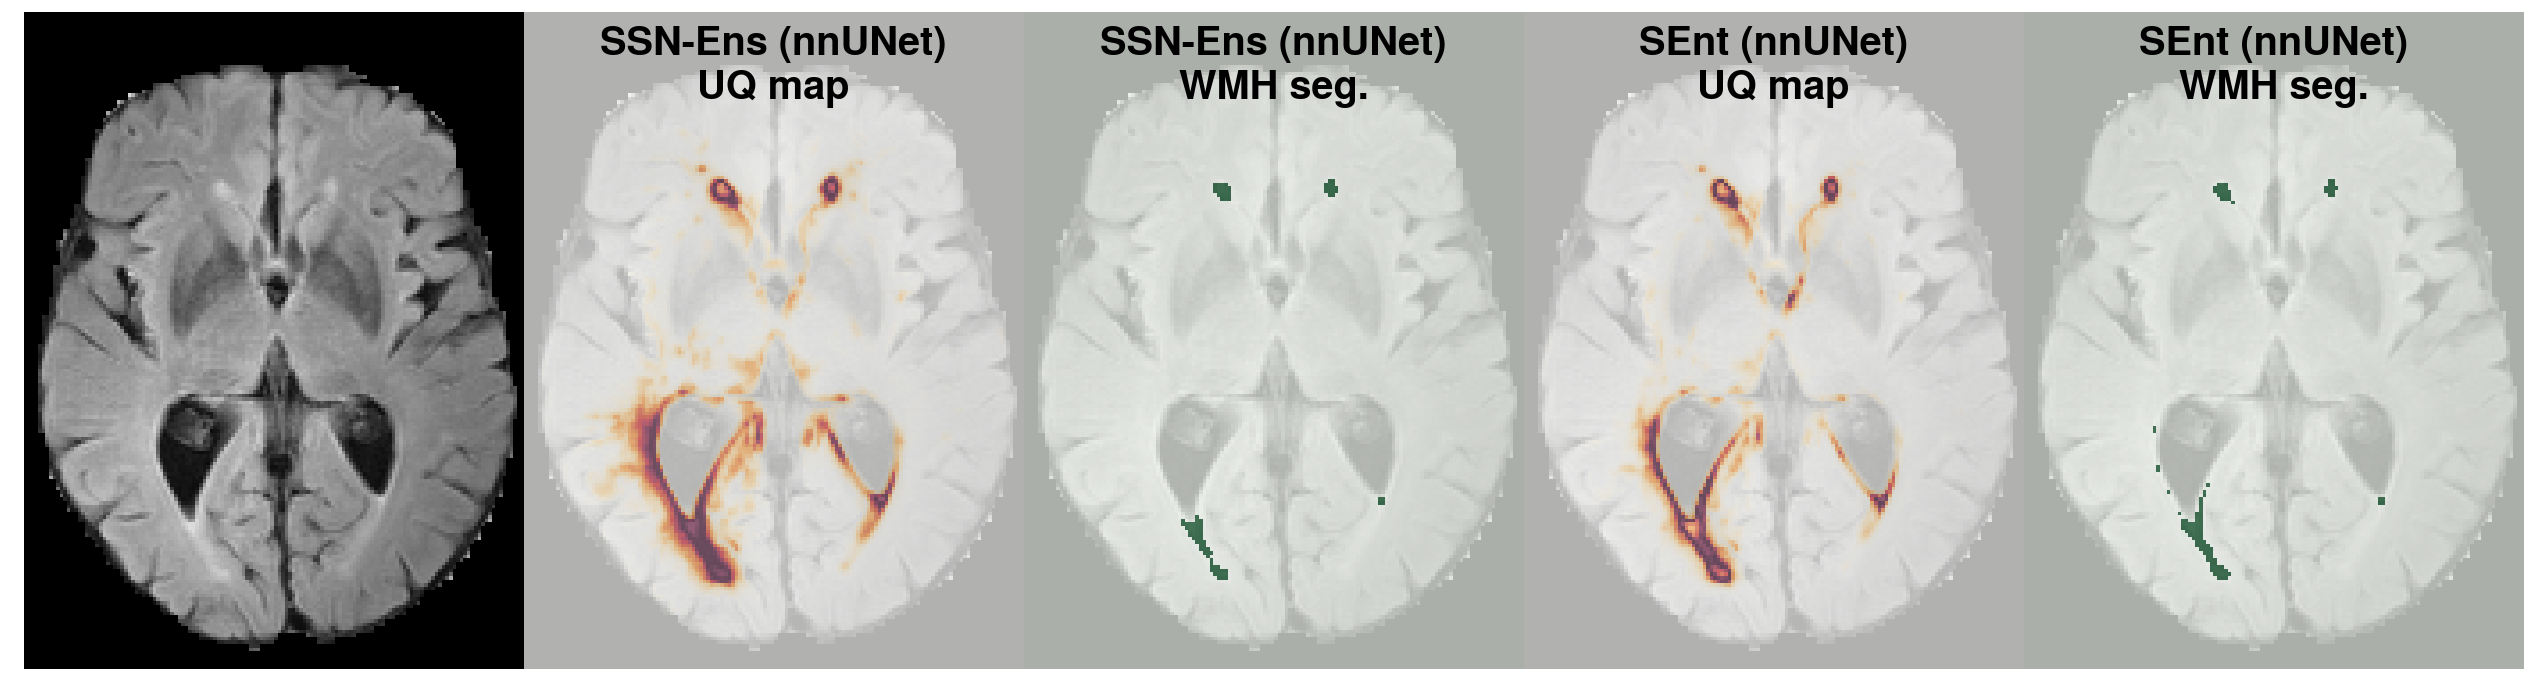 SSN-Ens (nnUNet)
UQ map
SSN-Ens (nnUNet)
WMH seg.
SEnt (nnUNet)
UQ map
SEnt (nnUNet)
WMH seg.